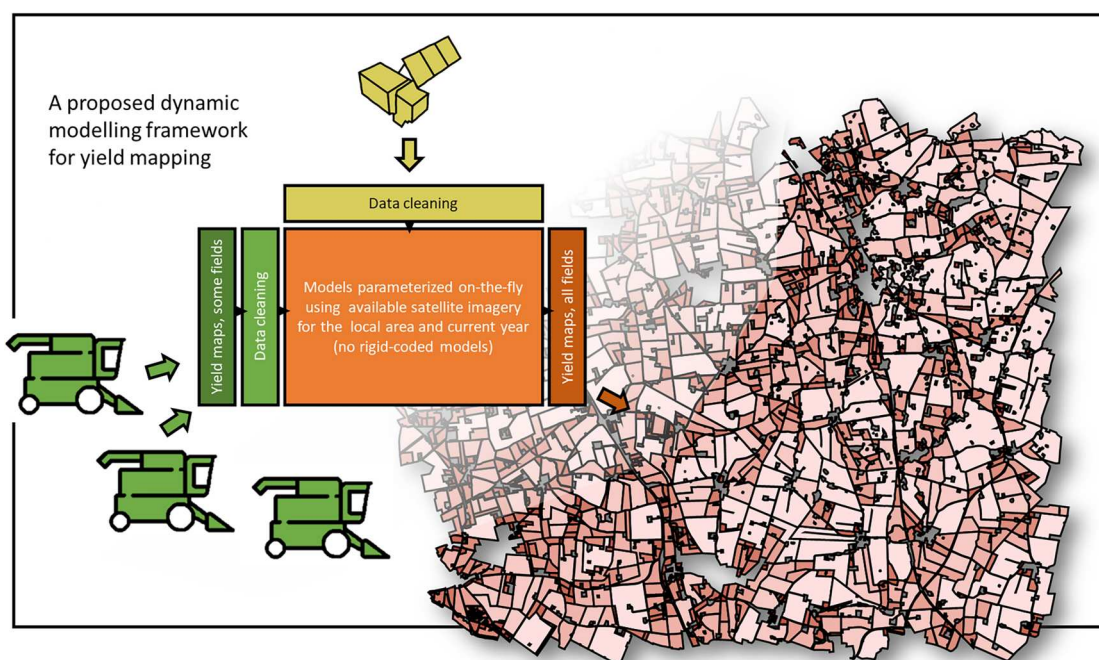 A proposed dynamic
modelling framework
for yield mapping
Data cleaning
Yield maps, some fields
Data cleaning
Models parameterized on-the-fly
using available satellite imagery
for the local area and current year
(no rigid-coded models)
Yield maps, all fields